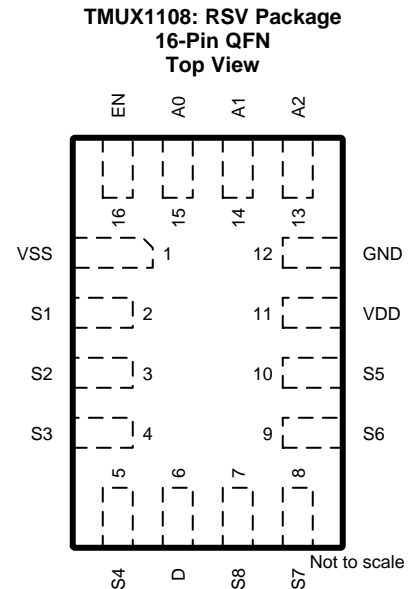 TMUX1108: RSV Package
16-Pin QFN
Top View
EN A0 A1 A2
16 15 14 13
VSS 1 12 GND
S1 2 11 VDD
S2 3 10 S5
S3 4 9 S6
5 6 7 8
S4 D S8 S7
Not to scale